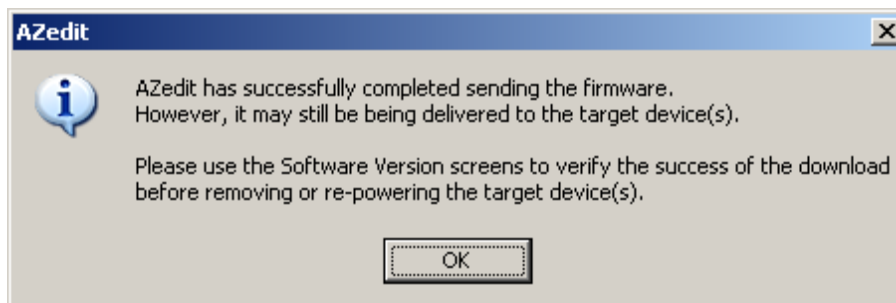 AZedit
AZedit has successfully completed sending the firmware.
However, it may still be being delivered to the target device(s).
Please use the Software Version screens to verify the success of the download
before removing or re-powering the target device(s).
OK